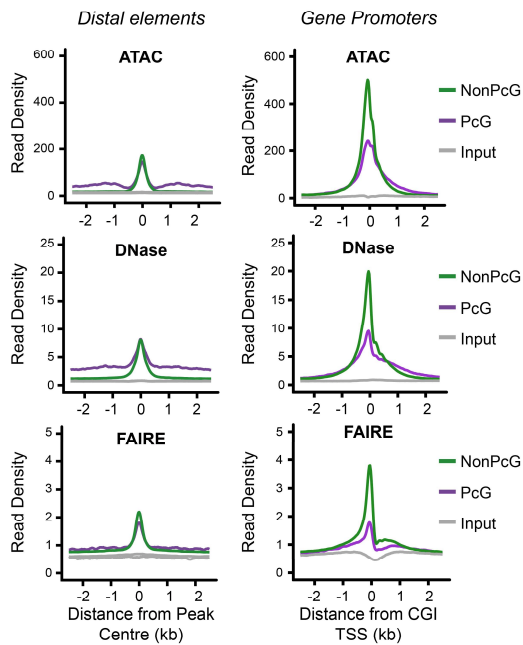 Distal elements
Gene Promoters
ATAC
Read Density
600
400
200
0
-2 -1 0 1 2
ATAC
Read Density
600
400
200
0
-2 -1 0 1 2
NonPcG
PcG
Input
DNase
Read Density
25
20
15
10
5
0
-2 -1 0 1 2
DNase
Read Density
25
20
15
10
5
0
-2 -1 0 1 2
NonPcG
PcG
Input
FAIRE
Read Density
5
4
3
2
1
0
-2 -1 0 1 2
Distance from Peak
Centre (kb)
FAIRE
Read Density
5
4
3
2
1
0
-2 -1 0 1 2
Distance from CGI
TSS (kb)
NonPcG
PcG
Input